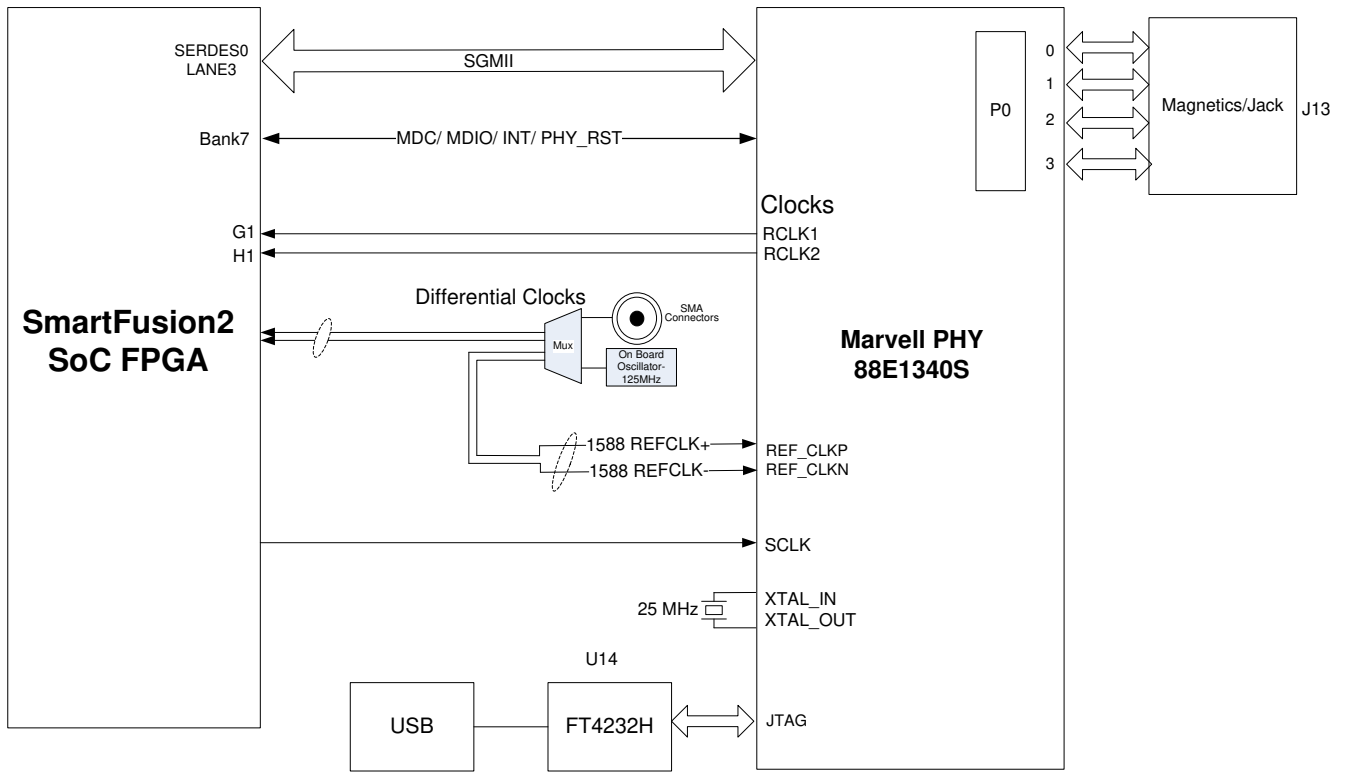 SERDES0
LANE3
SGMII
Bank7
MDC/ MDIO/ INT/ PHY_RST
P0
0
1
2
3
Magnetics/Jack
J13
Clocks
G1
RCLK1
H1
RCLK2
Differential Clocks
SMA
Connectors
Mux
On Board
Oscillator-
125MHz
SmartFusion2
SoC FPGA
Marvell PHY
88E1340S
1588 REFCLK+
REF_CLKP
1588 REFCLK-
REF_CLKN
SCLK
25 MHz
XTAL_IN
XTAL_OUT
U14
USB
FT4232H
JTAG